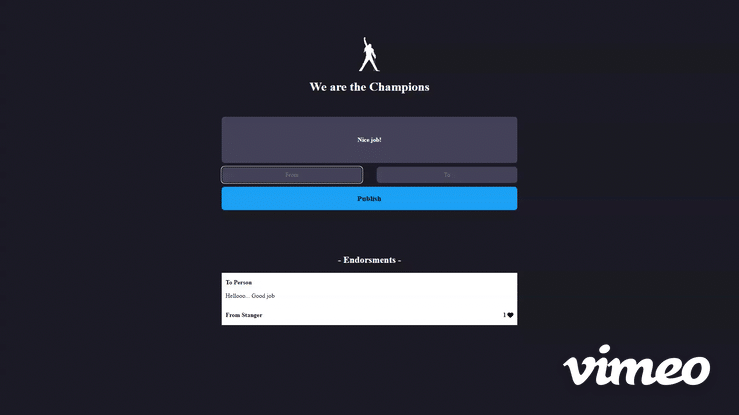 We are the Champions
Nice job!
From
To
Publish
- Endorsments -
To Person
Hellooo... Good job
From Stanger
1
vimeo